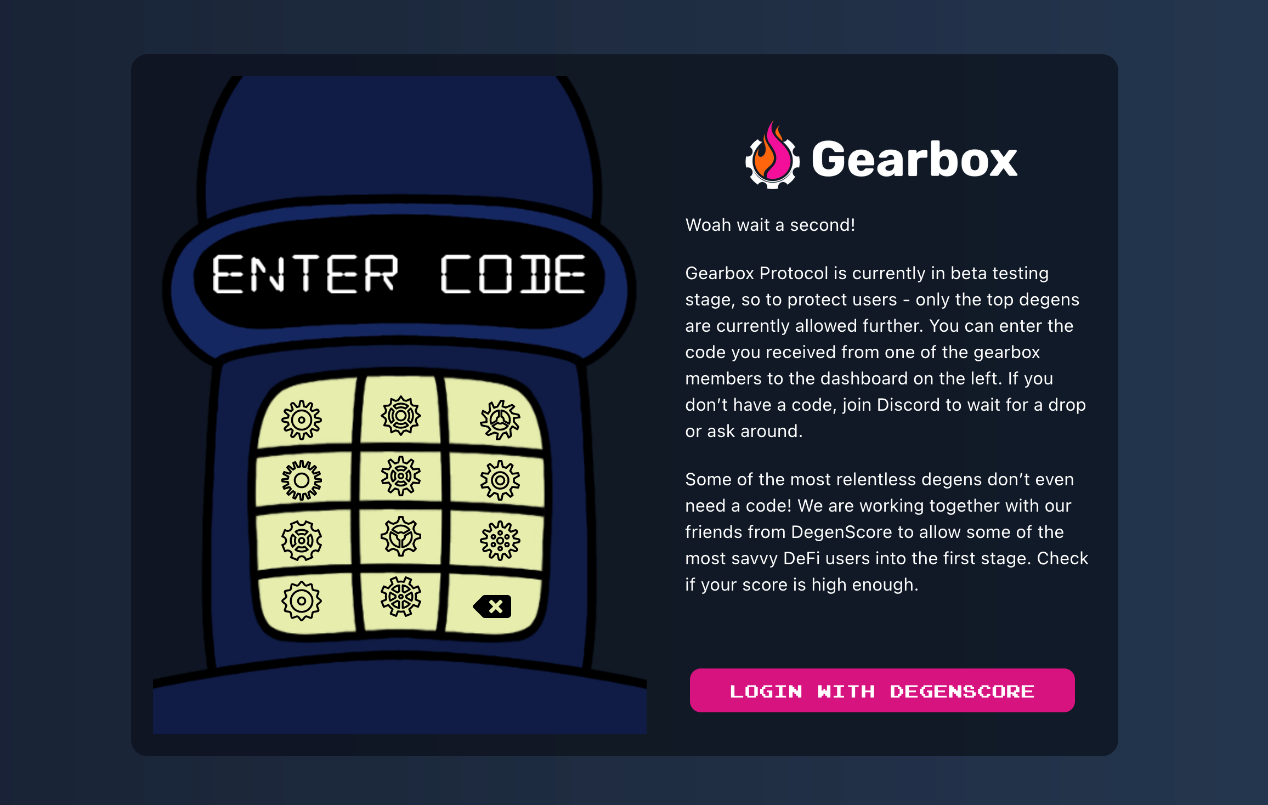 ENTER CODE
Gearbox
Woah wait a second!
Gearbox Protocol is currently in beta testing
stage, so to protect users - only the top degens
are currently allowed further. You can enter the
code you received from one of the gearbox
members to the dashboard on the left. If you
don’t have a code, join Discord to wait for a drop
or ask around.
Some of the most relentless degens don’t even
need a code! We are working together with our
friends from DegenScore to allow some of the
most savvy DeFi users into the first stage. Check
if your score is high enough.
LOGIN WITH DEGENSCORE